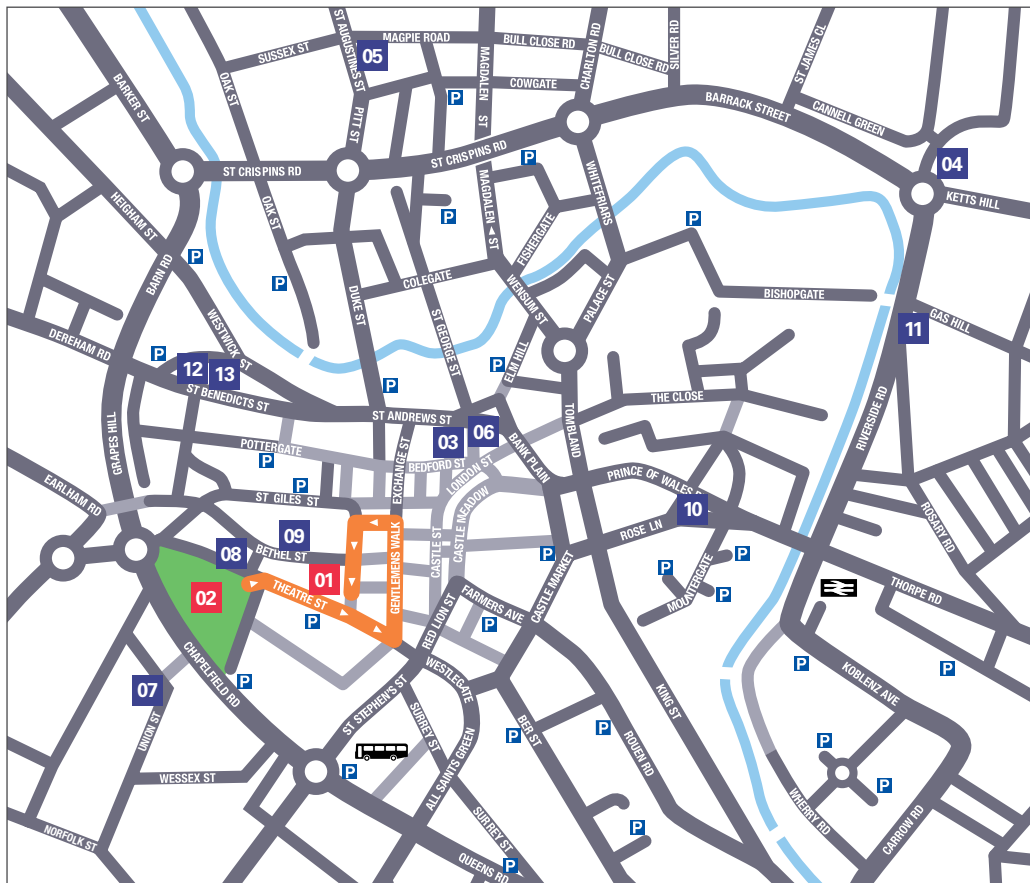 ST AUGUSTINES ST
MAGPIE ROAD
SUSSEX ST
05
MAGDALEN ST
BULL CLOSE RD
BULL CLOSE RD
CHARLTON RD
SILVER RD
ST JAMES CL
BARKER ST
OAK ST
PITT ST
P
COWGATE
BARRACK STREET
CANNELL GREEN
ST CRISPINS RD
ST CRISPINS RD
P
04
KETTS HILL
HEIGHAM ST
OAK ST
P
MAGDALEN ST
FISHERGATE
WHITEFRIARS
P
BARN RD
P
P
COLEGATE
WENSUM ST
PALACE ST
BISHOPGATE
DUKE ST
ST GEORGE ST
WESTWICK ST
GAS HILL
11
DEREHAM RD
P
12
13
ELM HILL
P
P
ST BENEDICTS ST
THE CLOSE
RIVERSIDE RD
GRAPES HILL
ST ANDREWS ST
TOMBLAND
POTTERGATE
P
EXCHANGE ST
03
06
BANK PLAIN
BEDFORD ST
LONDON ST
EARLHAM RD
P
ST GILES ST
CASTLE MEADOW
PRINCE OF WALES R
10
ROSARY RD
09
08
BETHEL ST
01
GENTLEMENS WALK
CASTLE ST
ROSE LN
P
CASTLE MARKET
P
P
P
MOUNTERGATE
02
THEATRE ST
P
RED LION ST
FARMERS AVE
P
THORPE RD
CHAPELFIELD RD
WESTLEGATE
P
P
KOBLENZ AVE
07
P
UNION ST
ST STEPHEN'S ST
SURREY ST
BER ST
P
P
KING ST
ROUEN RD
P
P
WESSEX ST
P
ALL SAINTS GREEN
WHERRY RD
CARROW RD
NORFOLK ST
SURREY ST
P
QUEENS RD
P